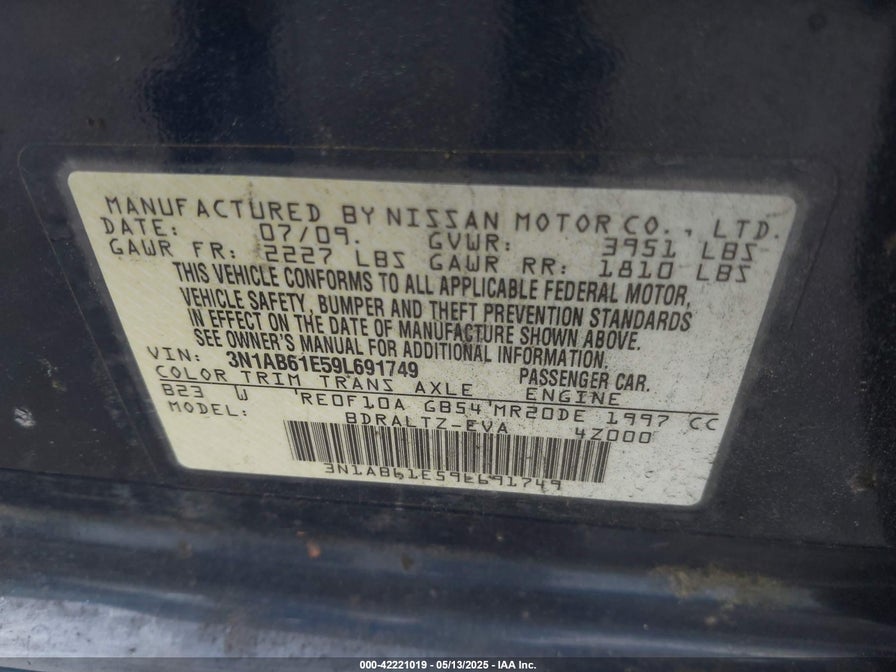 MANUFACTURED BY NISSAN MOTOR CO., LTD.
DATE: 07/09. GVWR: 3951 LBS
GAWR FR: 2227 LBS GAWR RR: 1810 LBS
THIS VEHICLE CONFORMS TO ALL APPLICABLE FEDERAL MOTOR,
VEHICLE SAFETY, BUMPER AND THEFT PREVENTION STANDARDS
IN EFFECT ON THE DATE OF MANUFACTURE SHOWN ABOVE.
SEE OWNER'S MANUAL FOR ADDITIONAL INFORMATION.
VIN: 3N1AB61E59L691749 PASSENGER CAR.
COLOR TRIM TRANS AXLE ENGINE
B23 W RE0F10A GB54 MR20DE 1997 CC
MODEL: BDRALTZ-EVA 4Z000
3N1AB61E59L691749
000-42221019 - 05/13/2025 - IAA Inc.